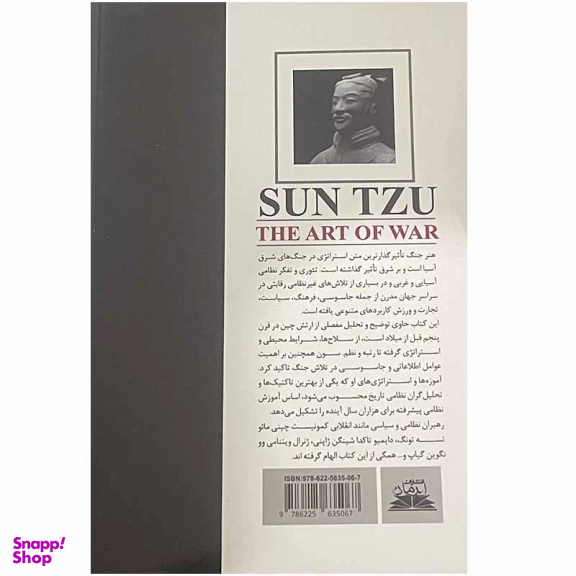 SUN TZU
THE ART OF WAR
هنر جنگ تأثیرگذارترین متن استراتژی در جنگ‌های شرق
آسیا است و بر شرق تأثیر گذاشته است. تئوری و تفکر نظامی
آسیایی و غربی و در بسیاری از تلاش‌های غیرنظامی رقابتی در
سراسر جهان مدرن از جمله جاسوسی، فرهنگ، سیاست،
تجارت و ورزش کاربردهای متنوعی یافته است.
این کتاب حاوی توضیح و تحلیل مفصلی از ارتش چین در قرن
پنجم قبل از میلاد است، از سلاح‌ها، شرایط محیطی و
استراتژی گرفته تا رتبه و نظم. سون همچنین بر اهمیت
عوامل اطلاعاتی و جاسوسی در تلاش جنگ تاکید کرد.
آموزه‌ها و استراتژی‌های او که یکی از بهترین تاکتیک‌ها و
تحلیل‌گران نظامی تاریخ محسوب می‌شود، اساس آموزش
نظامی پیشرفته برای هزاران سال آینده را تشکیل می‌دهد.
رهبران نظامی و سیاسی مانند انقلابی کمونیست چینی مائو
تسه تونگ، دایمیو تاکدا شینگن ژاپنی، ژنرال ویتنامی وو
نگوین گیاپ و... همگی از این کتاب الهام گرفته اند.
ISBN:978-622-5635-06-7
9 786225 635067
انتشارات
آرمان
Snapp!
Shop